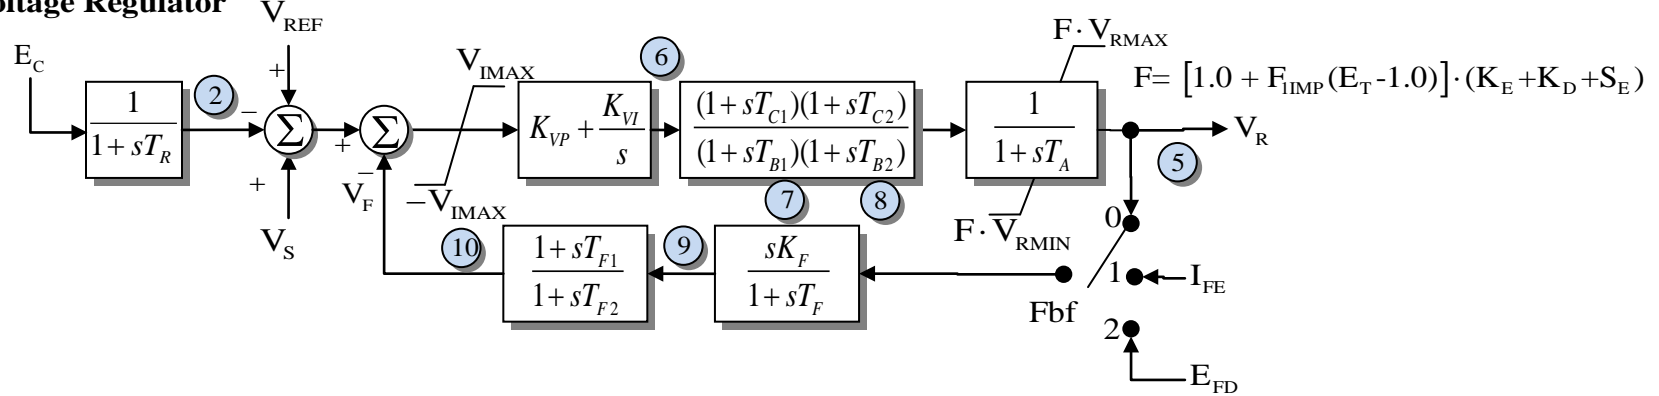 oltage Regulator
V_REF
E_C
+
2
−
1 / (1 + sT_R)
Σ
+
V_S
+
Σ
−
V_F
V_IMAX
−V_IMAX
K_VP + K_VI / s
6
(1 + sT_C1)(1 + sT_C2) / (1 + sT_B1)(1 + sT_B2)
7
8
F·V_RMAX
1 / (1 + sT_A)
F·V_RMIN
F= [1.0 + F_1IMP(E_T-1.0)]·(K_E+K_D+S_E)
V_R
5
0
1
I_FE
Fbf
2
E_FD
sK_F / (1 + sT_F)
9
(1 + sT_F1) / (1 + sT_F2)
10